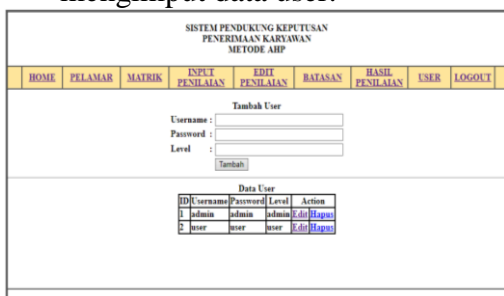 menginput data user.
SISTEM PENDUKUNG KEPUTUSAN
PENERIMAAN KARYAWAN
METODE AHP
HOME PELAMAR MATRIK INPUT PENILAIAN EDIT PENILAIAN BATASAN HASIL PENILAIAN USER LOGOUT
Tambah User
Username :
Password :
Level :
Tambah
Data User
ID Username Password Level Action
1 admin admin admin Edit Hapus
2 user user user Edit Hapus